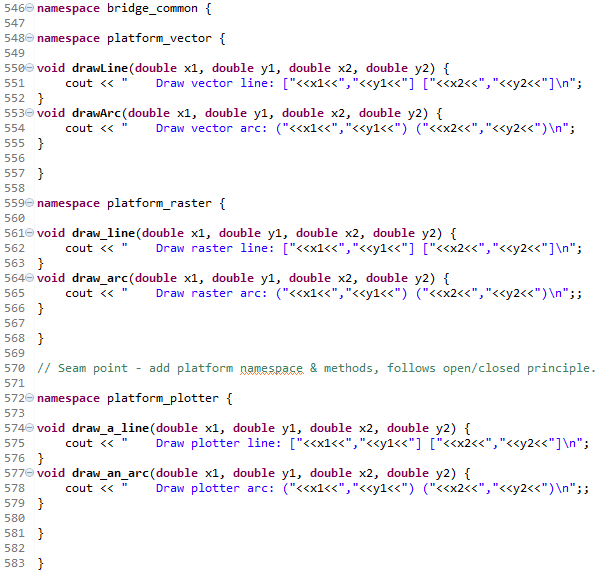 546 namespace bridge_common {
547
548 namespace platform_vector {
549
550 void drawLine(double x1, double y1, double x2, double y2) {
551     cout << "    Draw vector line: ["<<x1<<","<<y1<<"] ["<<x2<<","<<y2<<"]\n";
552 }
553 void drawArc(double x1, double y1, double x2, double y2) {
554     cout << "    Draw vector arc: ("<<x1<<","<<y1<<") ("<<x2<<","<<y2<<")\n";
555 }
556
557 }
558
559 namespace platform_raster {
560
561 void draw_line(double x1, double y1, double x2, double y2) {
562     cout << "    Draw raster line: ["<<x1<<","<<y1<<"] ["<<x2<<","<<y2<<"]\n";
563 }
564 void draw_arc(double x1, double y1, double x2, double y2) {
565     cout << "    Draw raster arc: ("<<x1<<","<<y1<<") ("<<x2<<","<<y2<<")\n";;
566 }
567
568 }
569
570 // Seam point - add platform namespace & methods, follows open/closed principle.
571
572 namespace platform_plotter {
573
574 void draw_a_line(double x1, double y1, double x2, double y2) {
575     cout << "    Draw plotter line: ["<<x1<<","<<y1<<"] ["<<x2<<","<<y2<<"]\n";
576 }
577 void draw_an_arc(double x1, double y1, double x2, double y2) {
578     cout << "    Draw plotter arc: ("<<x1<<","<<y1<<") ("<<x2<<","<<y2<<")\n";;
579 }
580
581 }
582
583 }